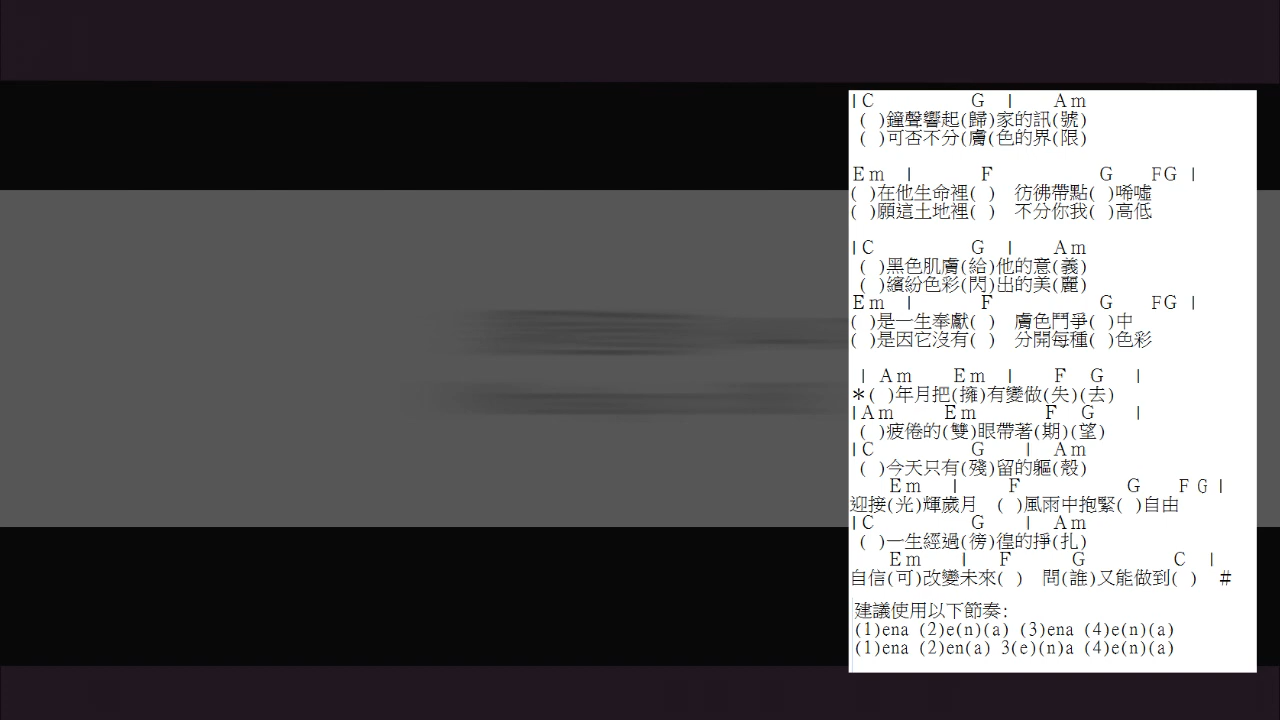 |C G | Am
( )鐘聲響起(歸)家的訊(號)
( )可否不分(膚(色的界(限)
Em | F G FG |
( )在他生命裡( ) 彷彿帶點( )唏噓
( )願這土地裡( ) 不分你我( )高低
|C G | Am
( )黑色肌膚(給)他的意(義)
( )繽紛色彩(閃)出的美(麗)
Em | F G FG |
( )是一生奉獻( ) 膚色鬥爭( )中
( )是因它沒有( ) 分開每種( )色彩
| Am Em | F G |
*( )年月把(擁)有變做(失)(去)
|Am Em F G |
( )疲倦的(雙)眼帶著(期)(望)
|C G | Am
( )今天只有(殘)留的軀(殼)
Em | F G FG|
迎接(光)輝歲月 ( )風雨中抱緊( )自由
|C G | Am
( )一生經過(徬)徨的掙(扎)
Em | F G C |
自信(可)改變未來( ) 問(誰)又能做到( ) #
建議使用以下節奏:
(1)ena (2)e(n)(a) (3)ena (4)e(n)(a)
(1)ena (2)en(a) 3(e)(n)a (4)e(n)(a)